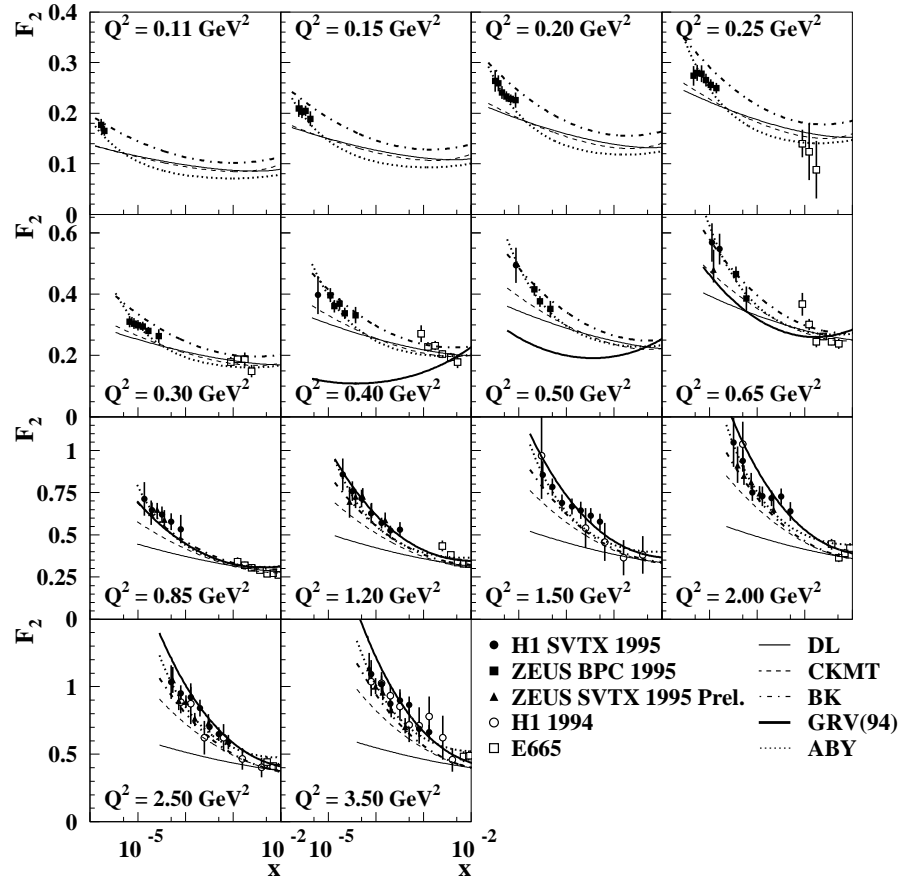 F₂
Q² = 0.11 GeV² Q² = 0.15 GeV² Q² = 0.20 GeV² Q² = 0.25 GeV²
0.4
0.3
0.2
0.1
0
F₂
0.6
0.4
0.2
0
Q² = 0.30 GeV² Q² = 0.40 GeV² Q² = 0.50 GeV² Q² = 0.65 GeV²
F₂
1
0.75
0.5
0.25
0
Q² = 0.85 GeV² Q² = 1.20 GeV² Q² = 1.50 GeV² Q² = 2.00 GeV²
F₂
1.5
1
0.5
0
Q² = 2.50 GeV² Q² = 3.50 GeV²
10⁻⁵ 10⁻² 10⁻⁵ 10⁻² 10⁻²
x x
H1 SVTX 1995
ZEUS BPC 1995
ZEUS SVTX 1995 Prel.
H1 1994
E665
DL
CKMT
BK
GRV(94)
ABY